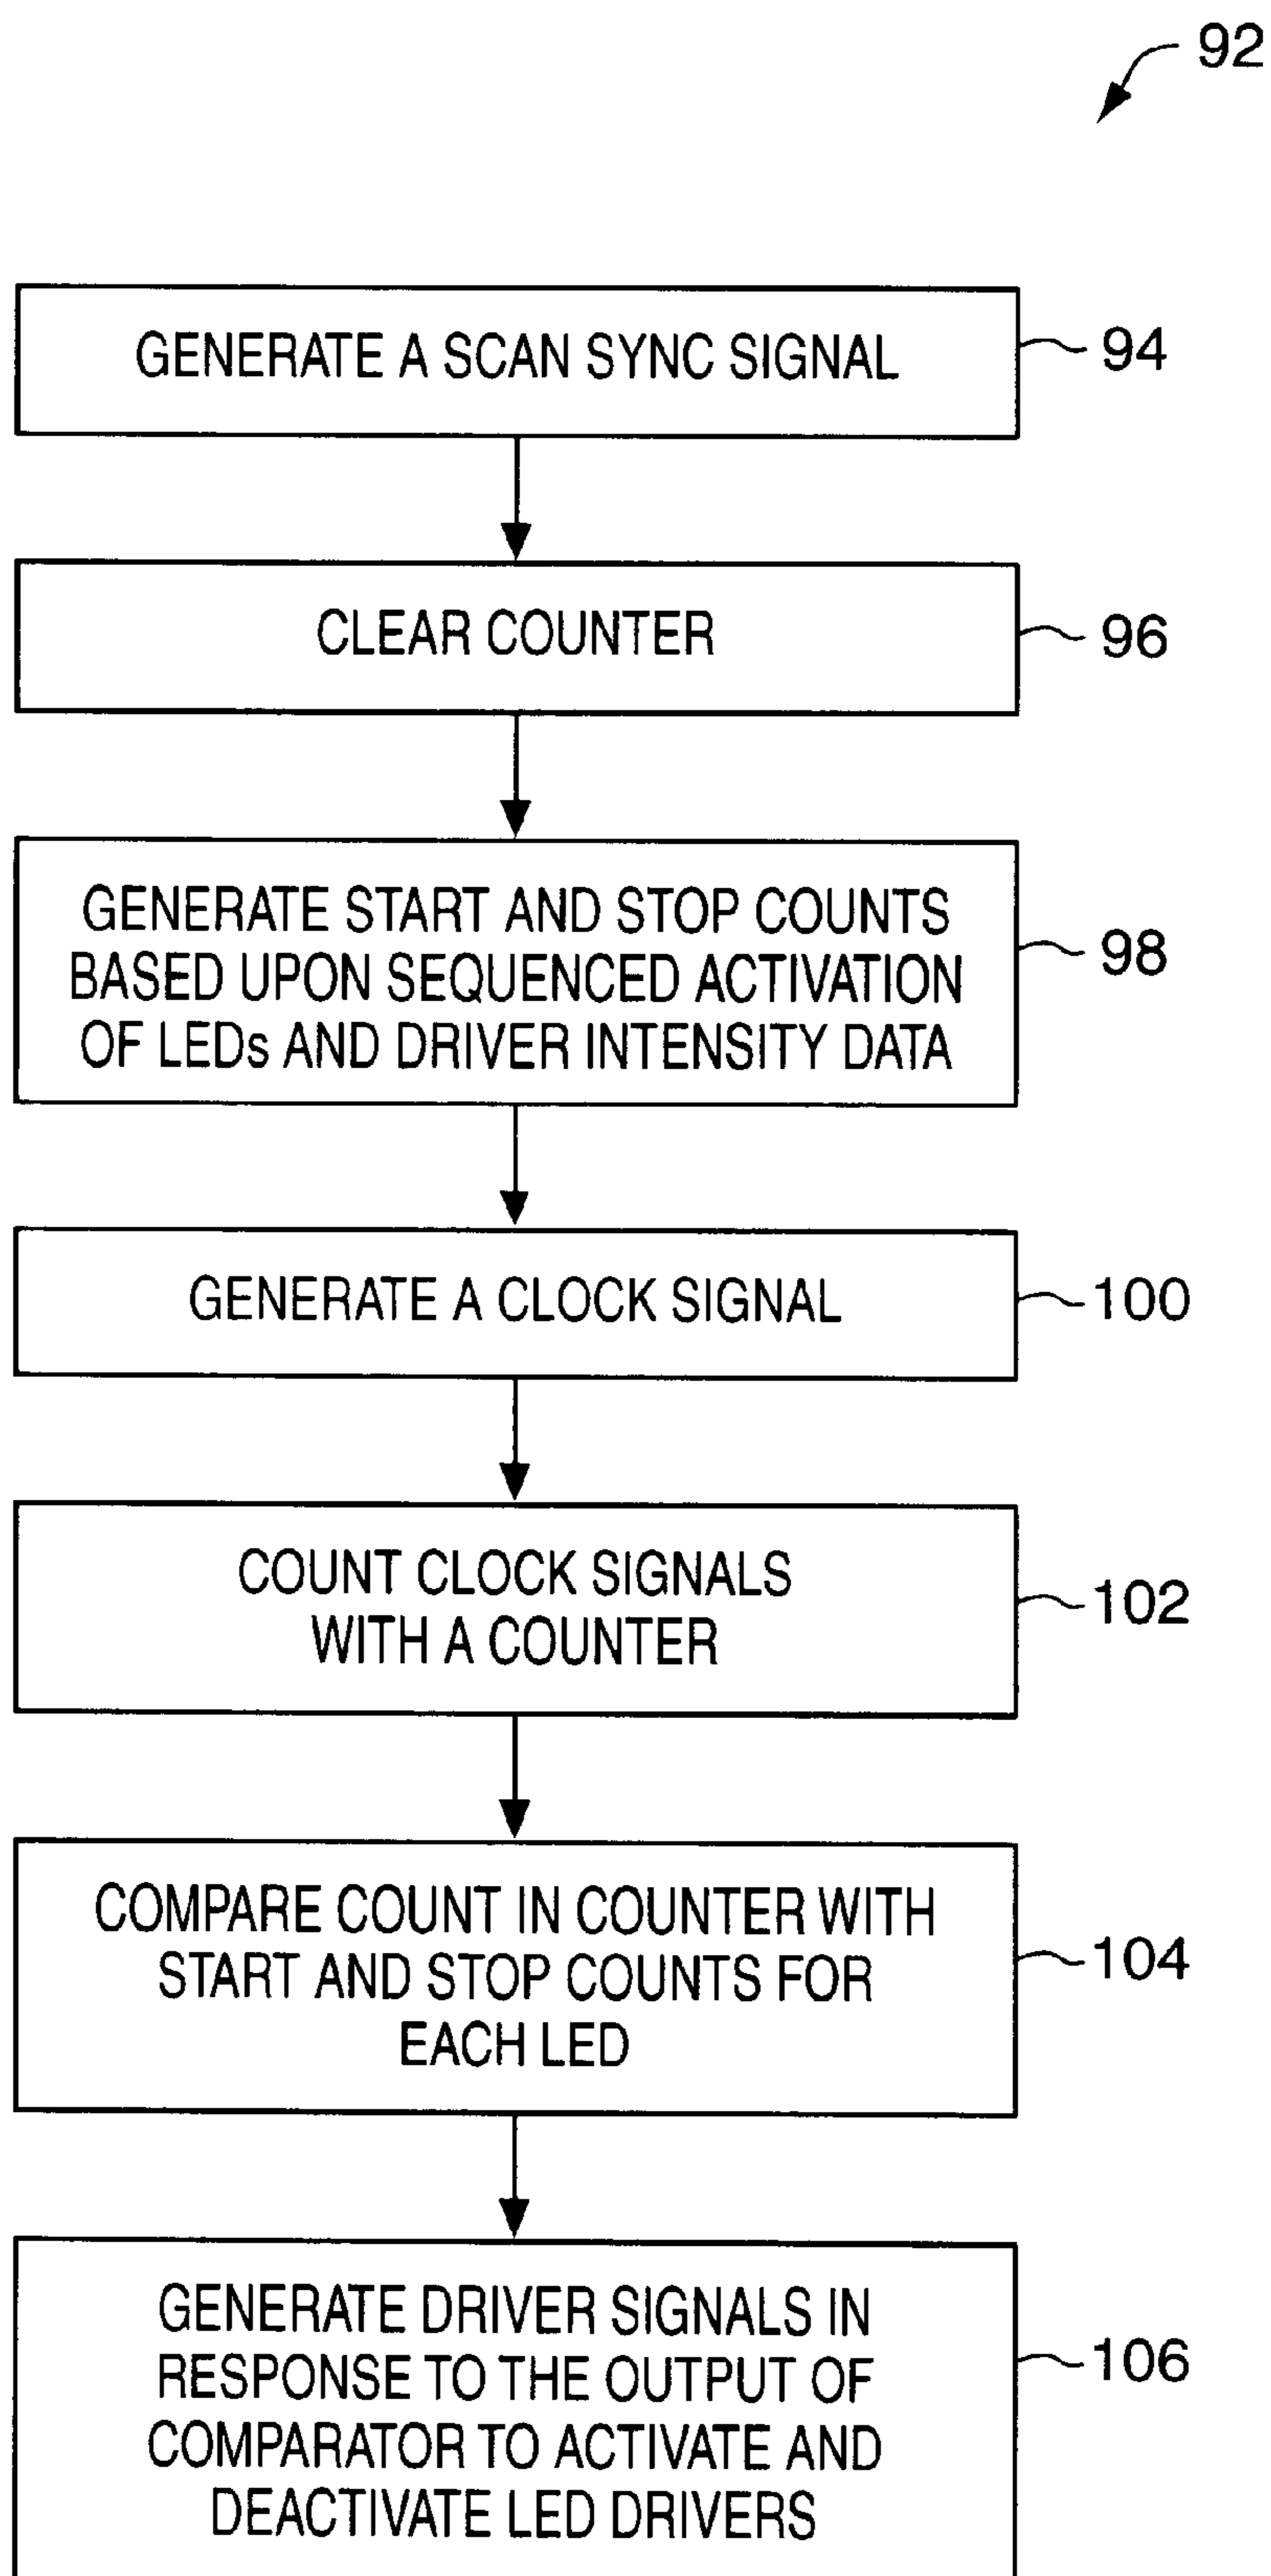 92
GENERATE A SCAN SYNC SIGNAL
94
CLEAR COUNTER
96
GENERATE START AND STOP COUNTS
BASED UPON SEQUENCED ACTIVATION
OF LEDs AND DRIVER INTENSITY DATA
98
GENERATE A CLOCK SIGNAL
100
COUNT CLOCK SIGNALS
WITH A COUNTER
102
COMPARE COUNT IN COUNTER WITH
START AND STOP COUNTS FOR
EACH LED
104
GENERATE DRIVER SIGNALS IN
RESPONSE TO THE OUTPUT OF
COMPARATOR TO ACTIVATE AND
DEACTIVATE LED DRIVERS
106